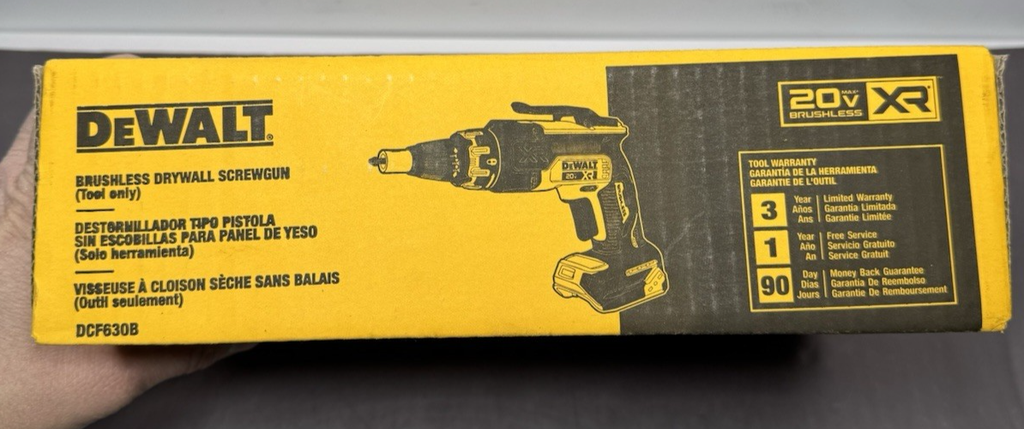 DEWALT®
BRUSHLESS DRYWALL SCREWGUN
(Tool only)
DESTORNILLADOR TIPO PISTOLA
SIN ESCOBILLAS PARA PANEL DE YESO
(Solo herramienta)
VISSEUSE À CLOISON SÈCHE SANS BALAIS
(Outil seulement)
DCF630B
DEWALT
20V XR
20V MAX* XR®
BRUSHLESS
TOOL WARRANTY
GARANTÍA DE LA HERRAMIENTA
GARANTIE DE L'OUTIL
3 Year Años Ans
Limited Warranty
Garantía Limitada
Garantie Limitée
1 Year Año An
Free Service
Servicio Gratuito
Service Gratuit
90 Day Días Jours
Money Back Guarantee
Garantía De Reembolso
Garantie De Remboursement